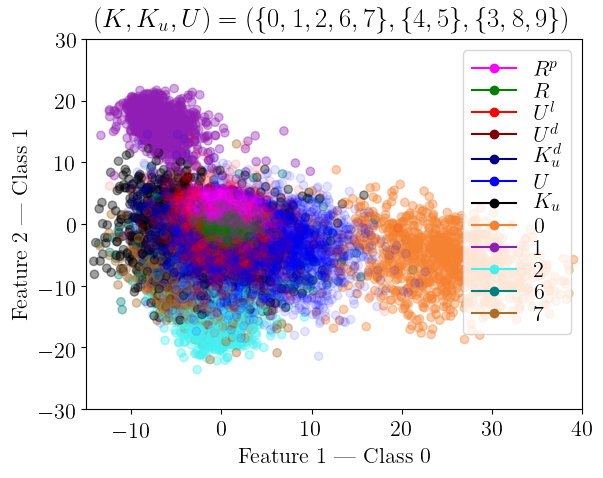 (K, K_u, U) = ({0, 1, 2, 6, 7}, {4, 5}, {3, 8, 9})
30
20
10
0
−10
−20
−30
Feature 2 — Class 1
R^p
R
U^l
U^d
K_u^d
U
K_u
0
1
2
6
7
−10
0
10
20
30
40
Feature 1 — Class 0